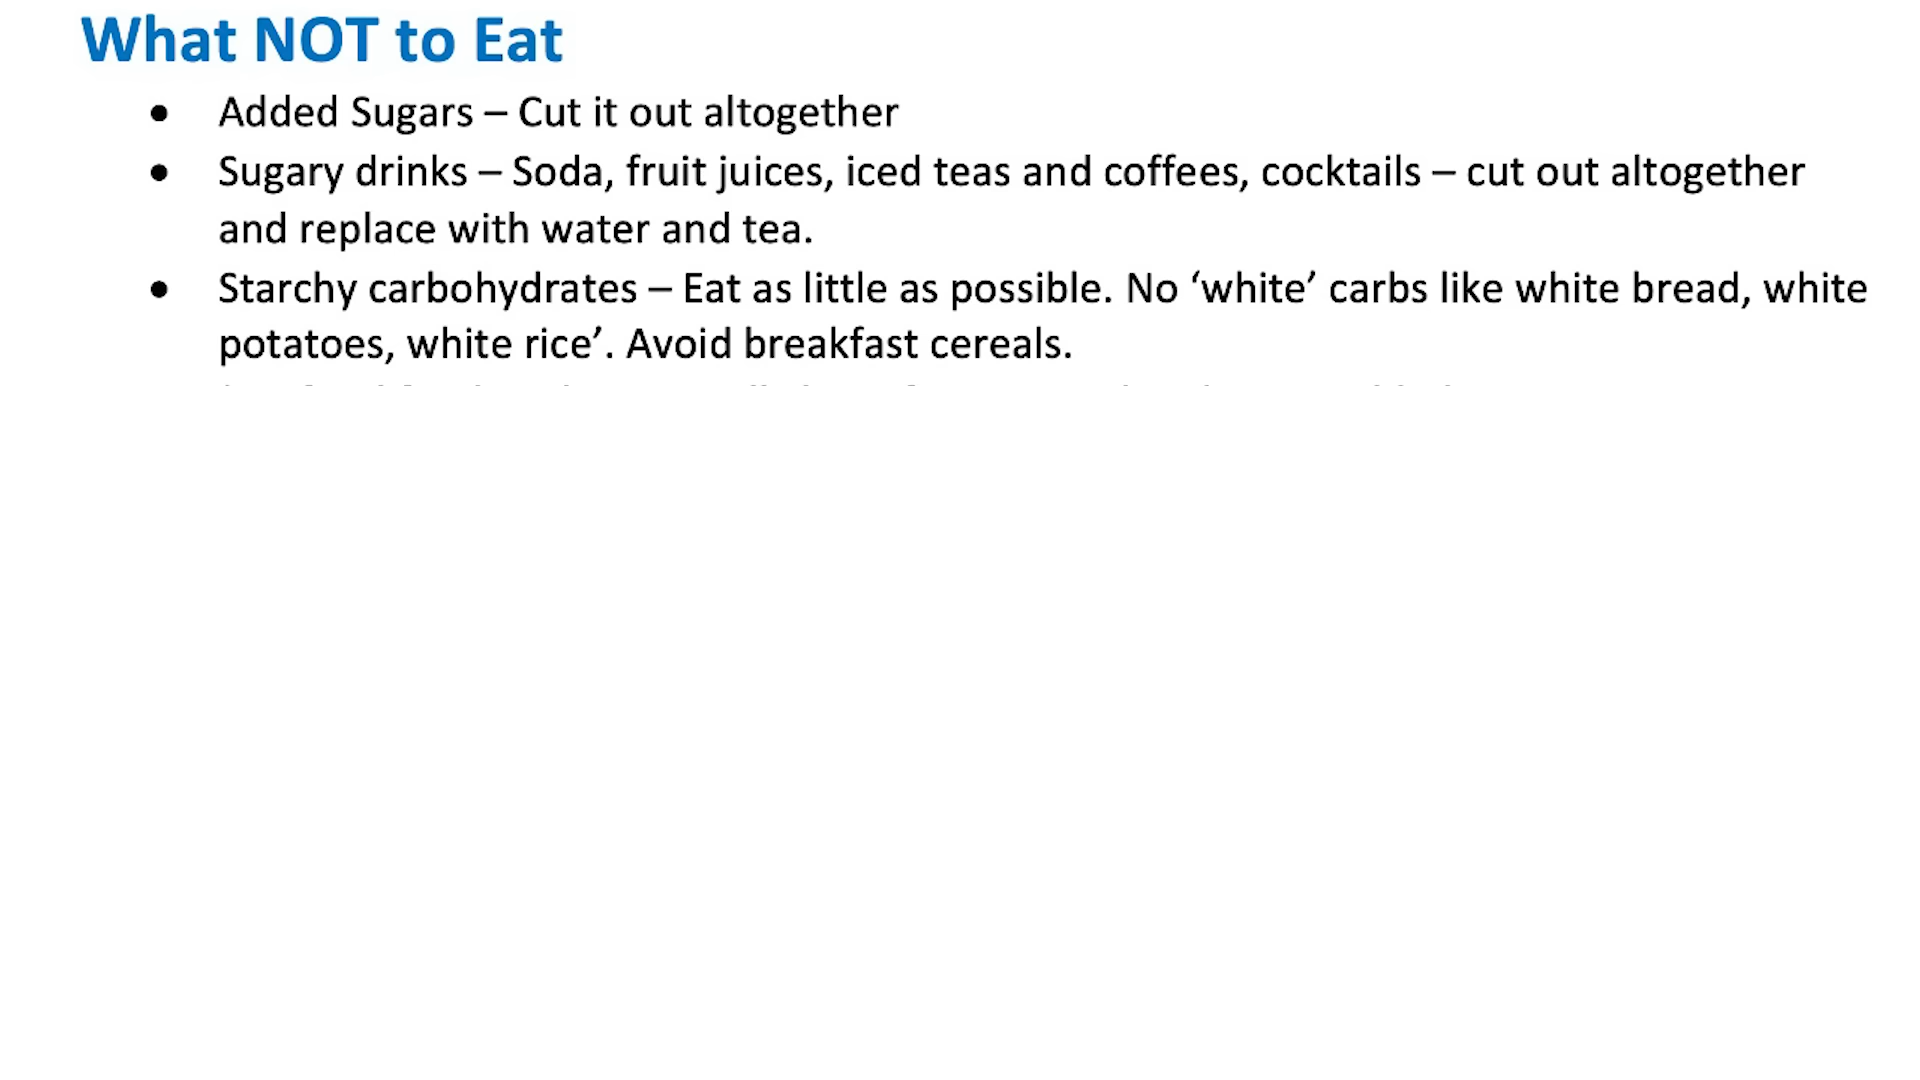 What NOT to Eat
• Added Sugars – Cut it out altogether
• Sugary drinks – Soda, fruit juices, iced teas and coffees, cocktails – cut out altogether
and replace with water and tea.
• Starchy carbohydrates – Eat as little as possible. No ‘white’ carbs like white bread, white
potatoes, white rice’. Avoid breakfast cereals.